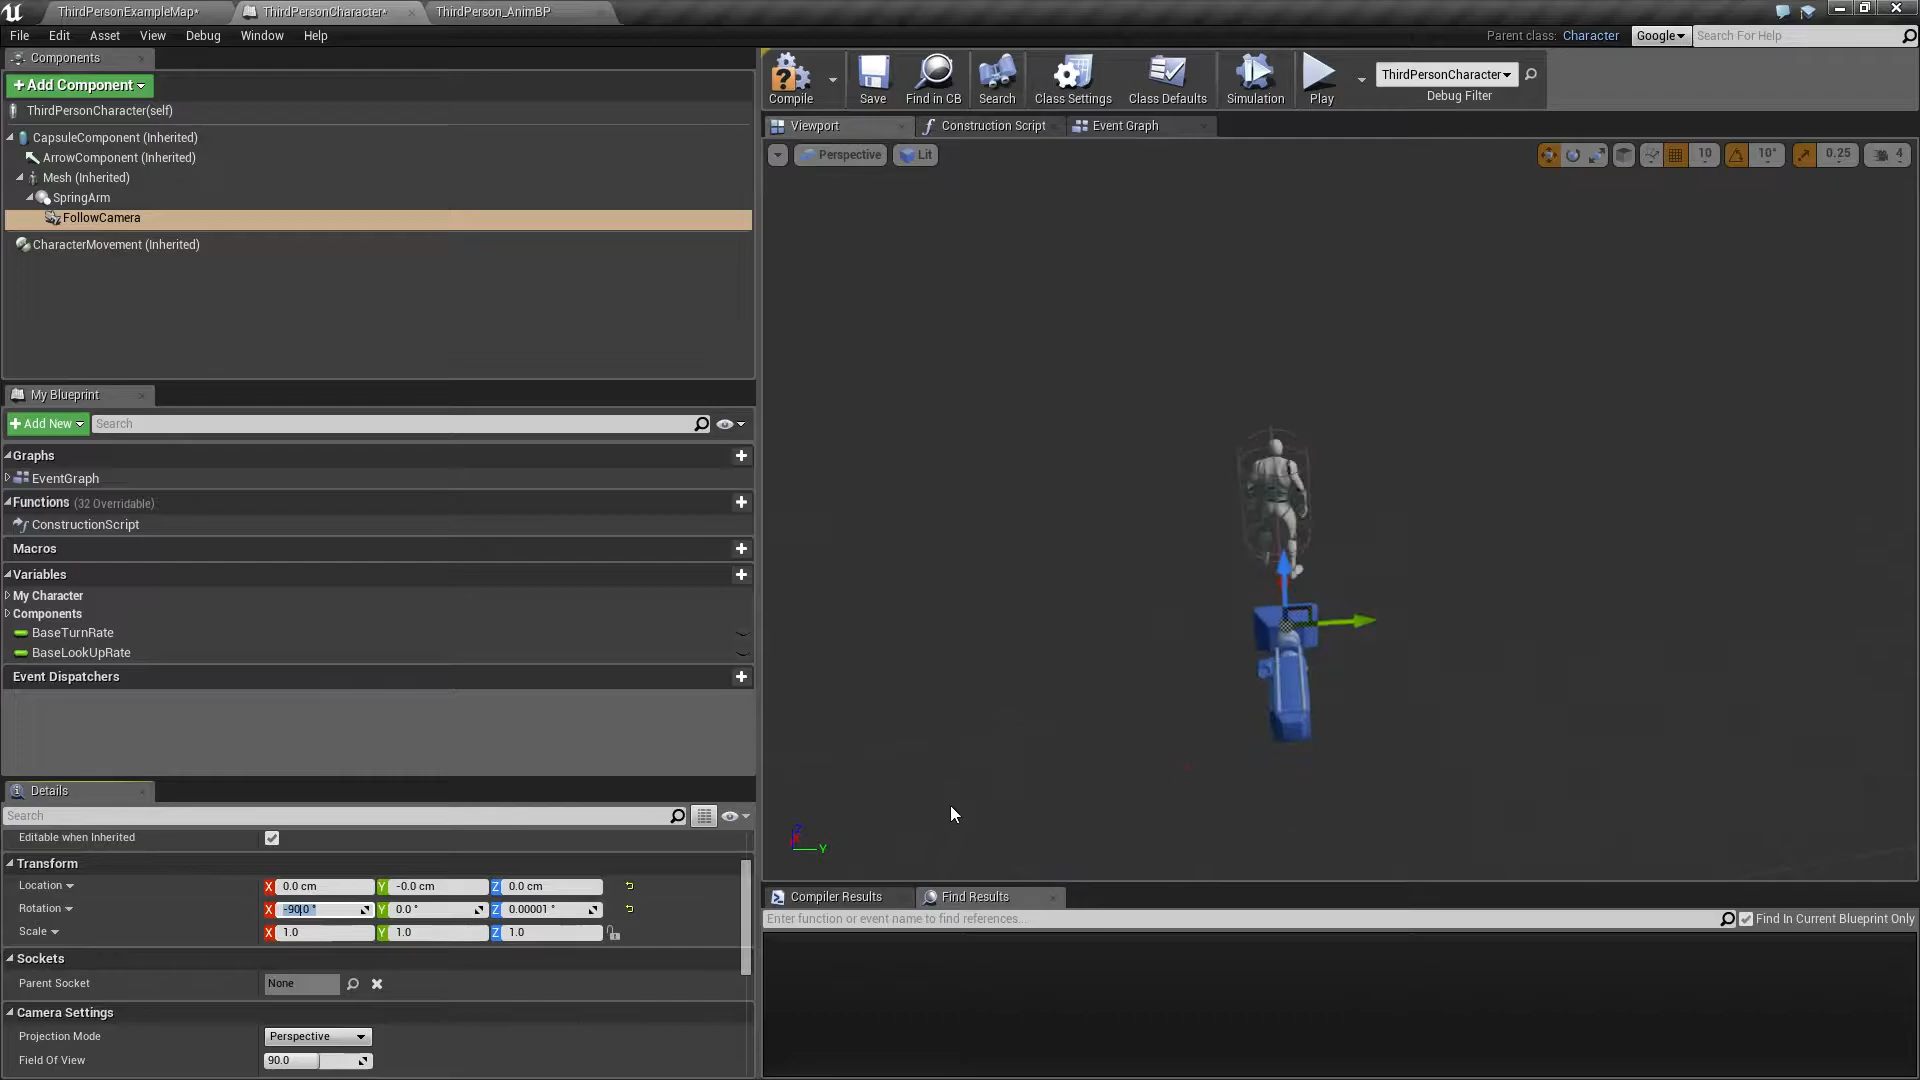 ThirdPersonExampleMap*
ThirdPersonCharacter*
ThirdPerson_AnimBP
File Edit Asset View Debug Window Help
Parent class: Character
Google
Search For Help
Components
+Add Component
ThirdPersonCharacter(self)
CapsuleComponent (Inherited)
ArrowComponent (Inherited)
Mesh (Inherited)
SpringArm
FollowCamera
CharacterMovement (Inherited)
My Blueprint
+Add New
Search
Graphs
EventGraph
Functions (32 Overridable)
ConstructionScript
Macros
Variables
My Character
Components
BaseTurnRate
BaseLookUpRate
Event Dispatchers
Details
Search
Editable when Inherited
Transform
Location X 0.0 cm Y -0.0 cm Z 0.0 cm
Rotation X -90.0 ° Y 0.0 ° Z 0.00001 °
Scale X 1.0 Y 1.0 Z 1.0
Sockets
Parent Socket None
Camera Settings
Projection Mode Perspective
Field Of View 90.0
Compile Save Find in CB Search Class Settings Class Defaults Simulation Play
ThirdPersonCharacter
Debug Filter
Viewport
Construction Script
Event Graph
Perspective
Lit
10 10° 0.25 4
Z
Y
Compiler Results
Find Results
Enter function or event name to find references...
Find In Current Blueprint Only